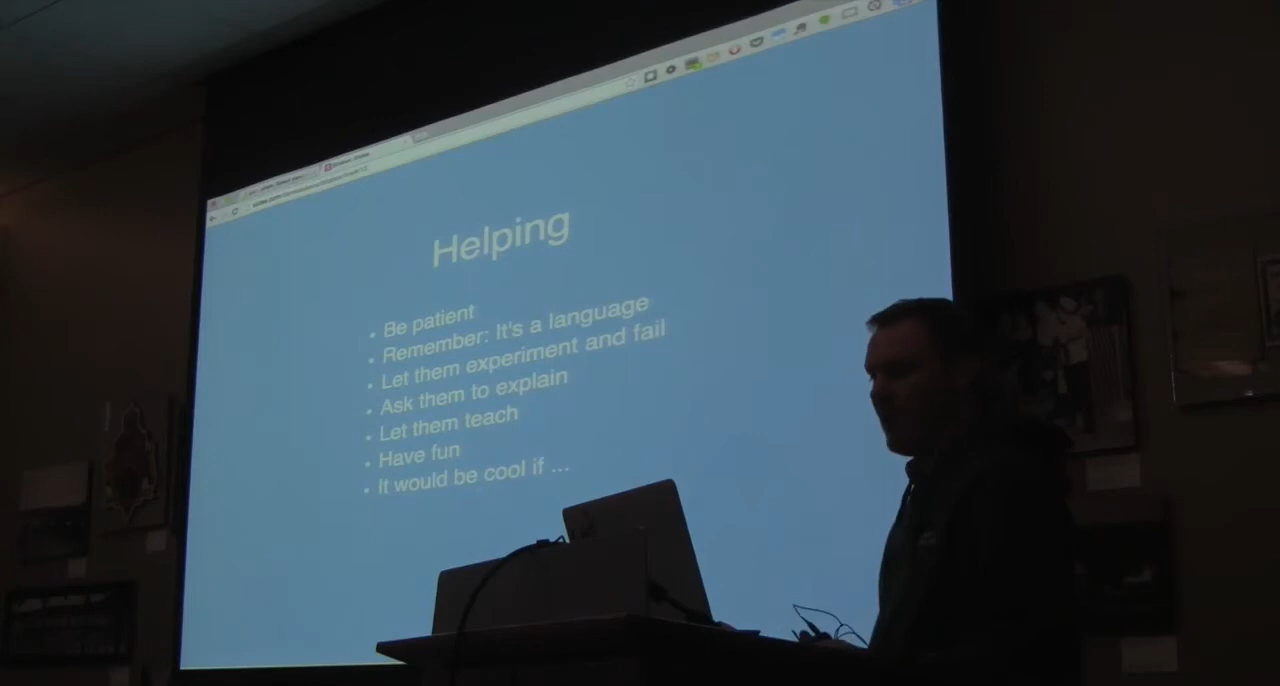 Helping
• Be patient
• Remember: It's a language
• Let them experiment and fail
• Ask them to explain
• Let them teach
• Have fun
• It would be cool if ...